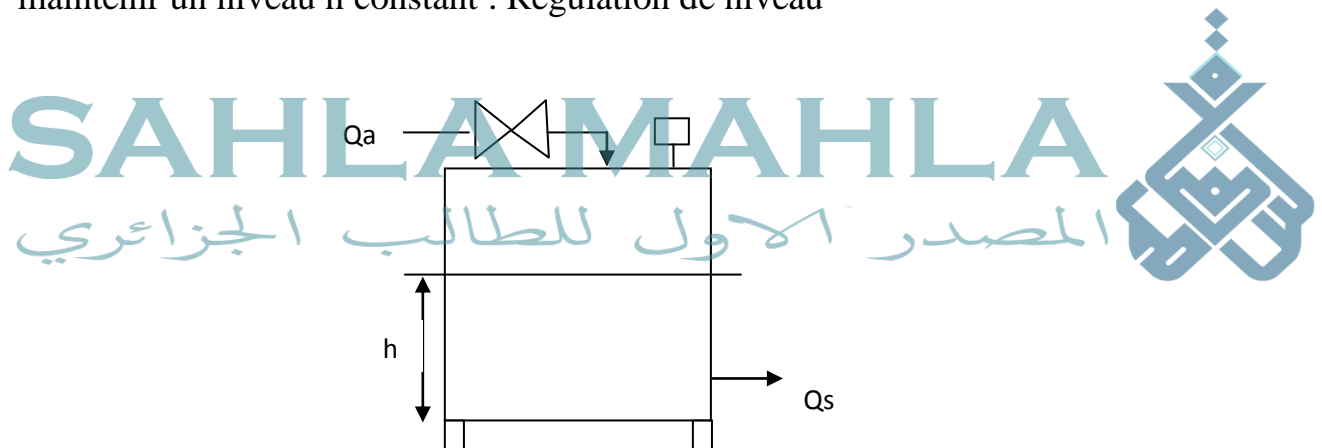 maintenir un niveau h constant : Régulation de niveau
SAHLA MAHLA
Qa
المصدر الاول للطالب الجزائري
h
Qs